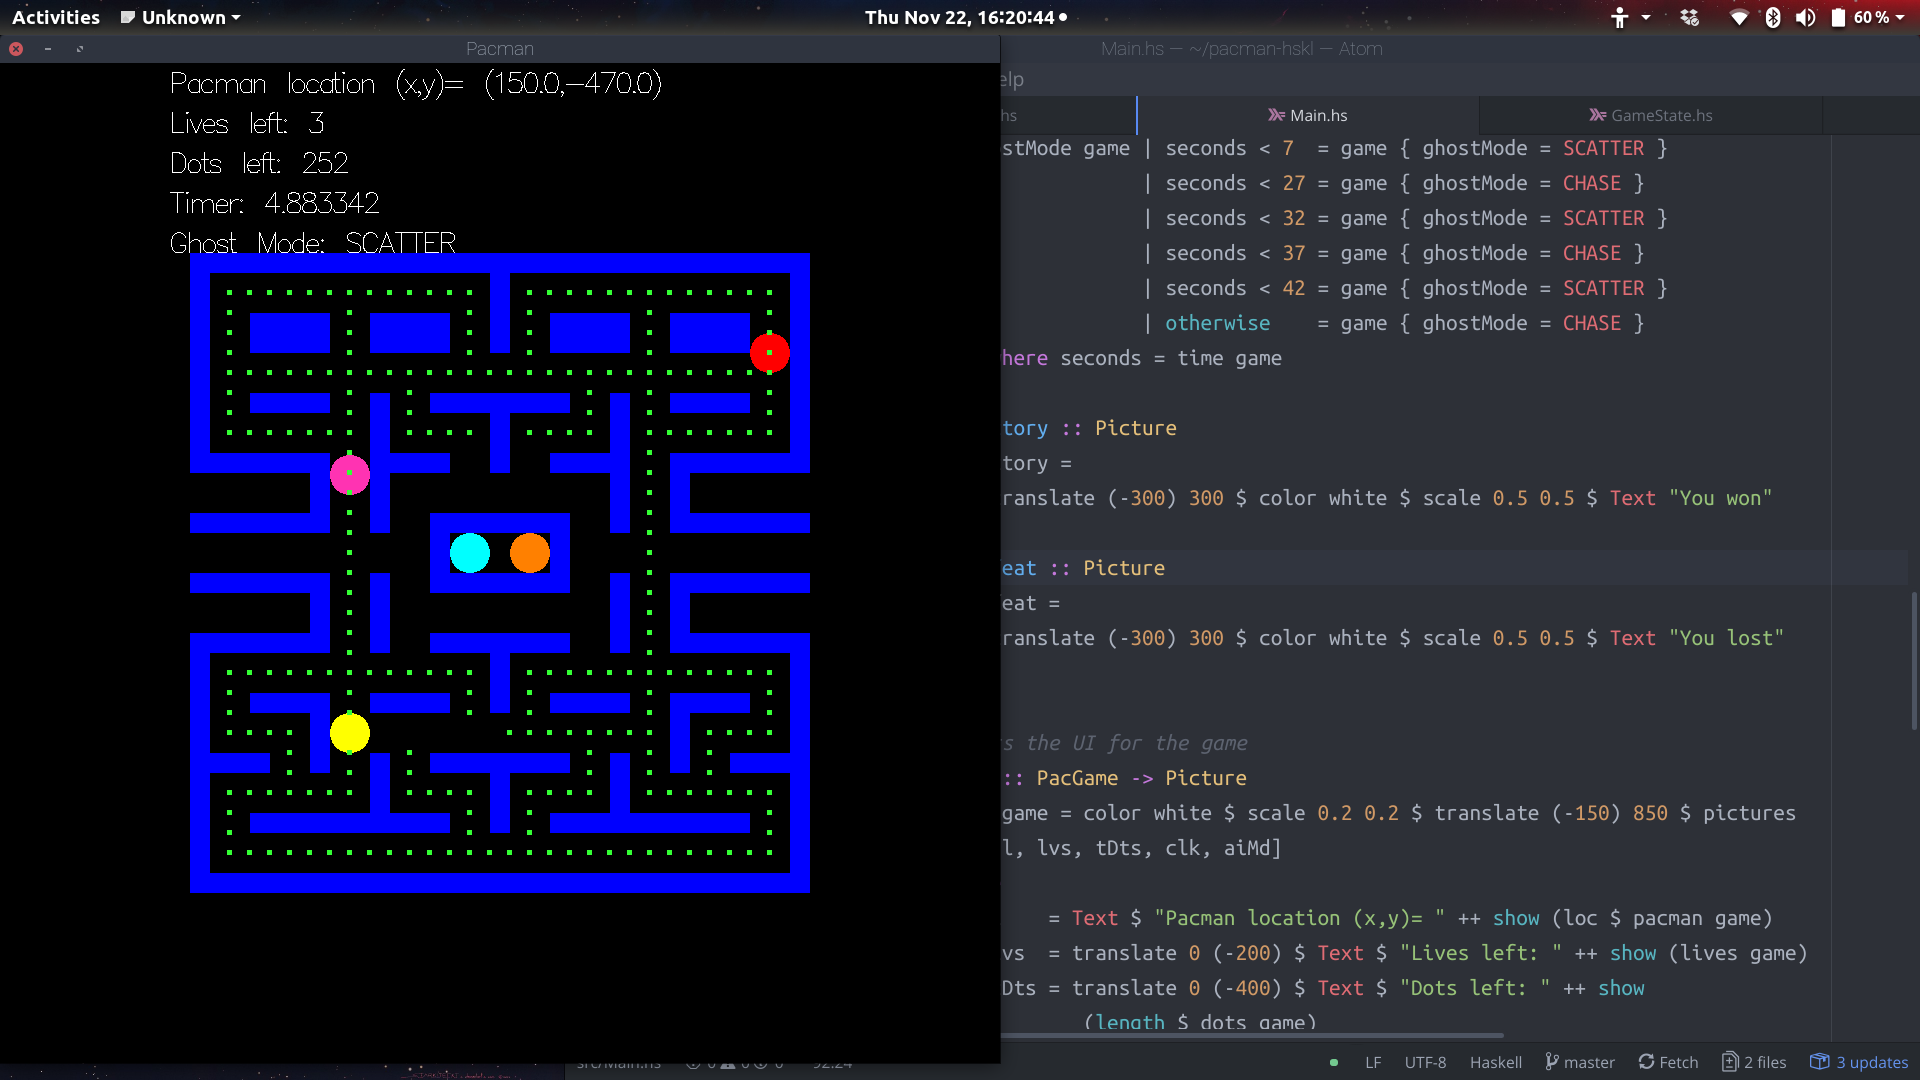 Activities Unknown Thu Nov 22, 16:20:44 60 %
Pacman
Main.hs — ~/pacman-hskl — Atom
elp
hs Main.hs GameState.hs
Pacman location (x,y)= (150.0,-470.0)
Lives left: 3
Dots left: 252
Timer: 4.883342
Ghost Mode: SCATTER
stMode game | seconds < 7 = game { ghostMode = SCATTER }
| seconds < 27 = game { ghostMode = CHASE }
| seconds < 32 = game { ghostMode = SCATTER }
| seconds < 37 = game { ghostMode = CHASE }
| seconds < 42 = game { ghostMode = SCATTER }
| otherwise = game { ghostMode = CHASE }
here seconds = time game
tory :: Picture
tory =
ranslate (-300) 300 $ color white $ scale 0.5 0.5 $ Text "You won"
eat :: Picture
eat =
ranslate (-300) 300 $ color white $ scale 0.5 0.5 $ Text "You lost"
s the UI for the game
:: PacGame -> Picture
game = color white $ scale 0.2 0.2 $ translate (-150) 850 $ pictures
l, lvs, tDts, clk, aiMd]
= Text $ "Pacman location (x,y)= " ++ show (loc $ pacman game)
vs = translate 0 (-200) $ Text $ "Lives left: " ++ show (lives game)
Dts = translate 0 (-400) $ Text $ "Dots left: " ++ show
(length $ dots game)
src/Main.hs 0 0 0 92:24 LF UTF-8 Haskell master Fetch 2 files 3 updates